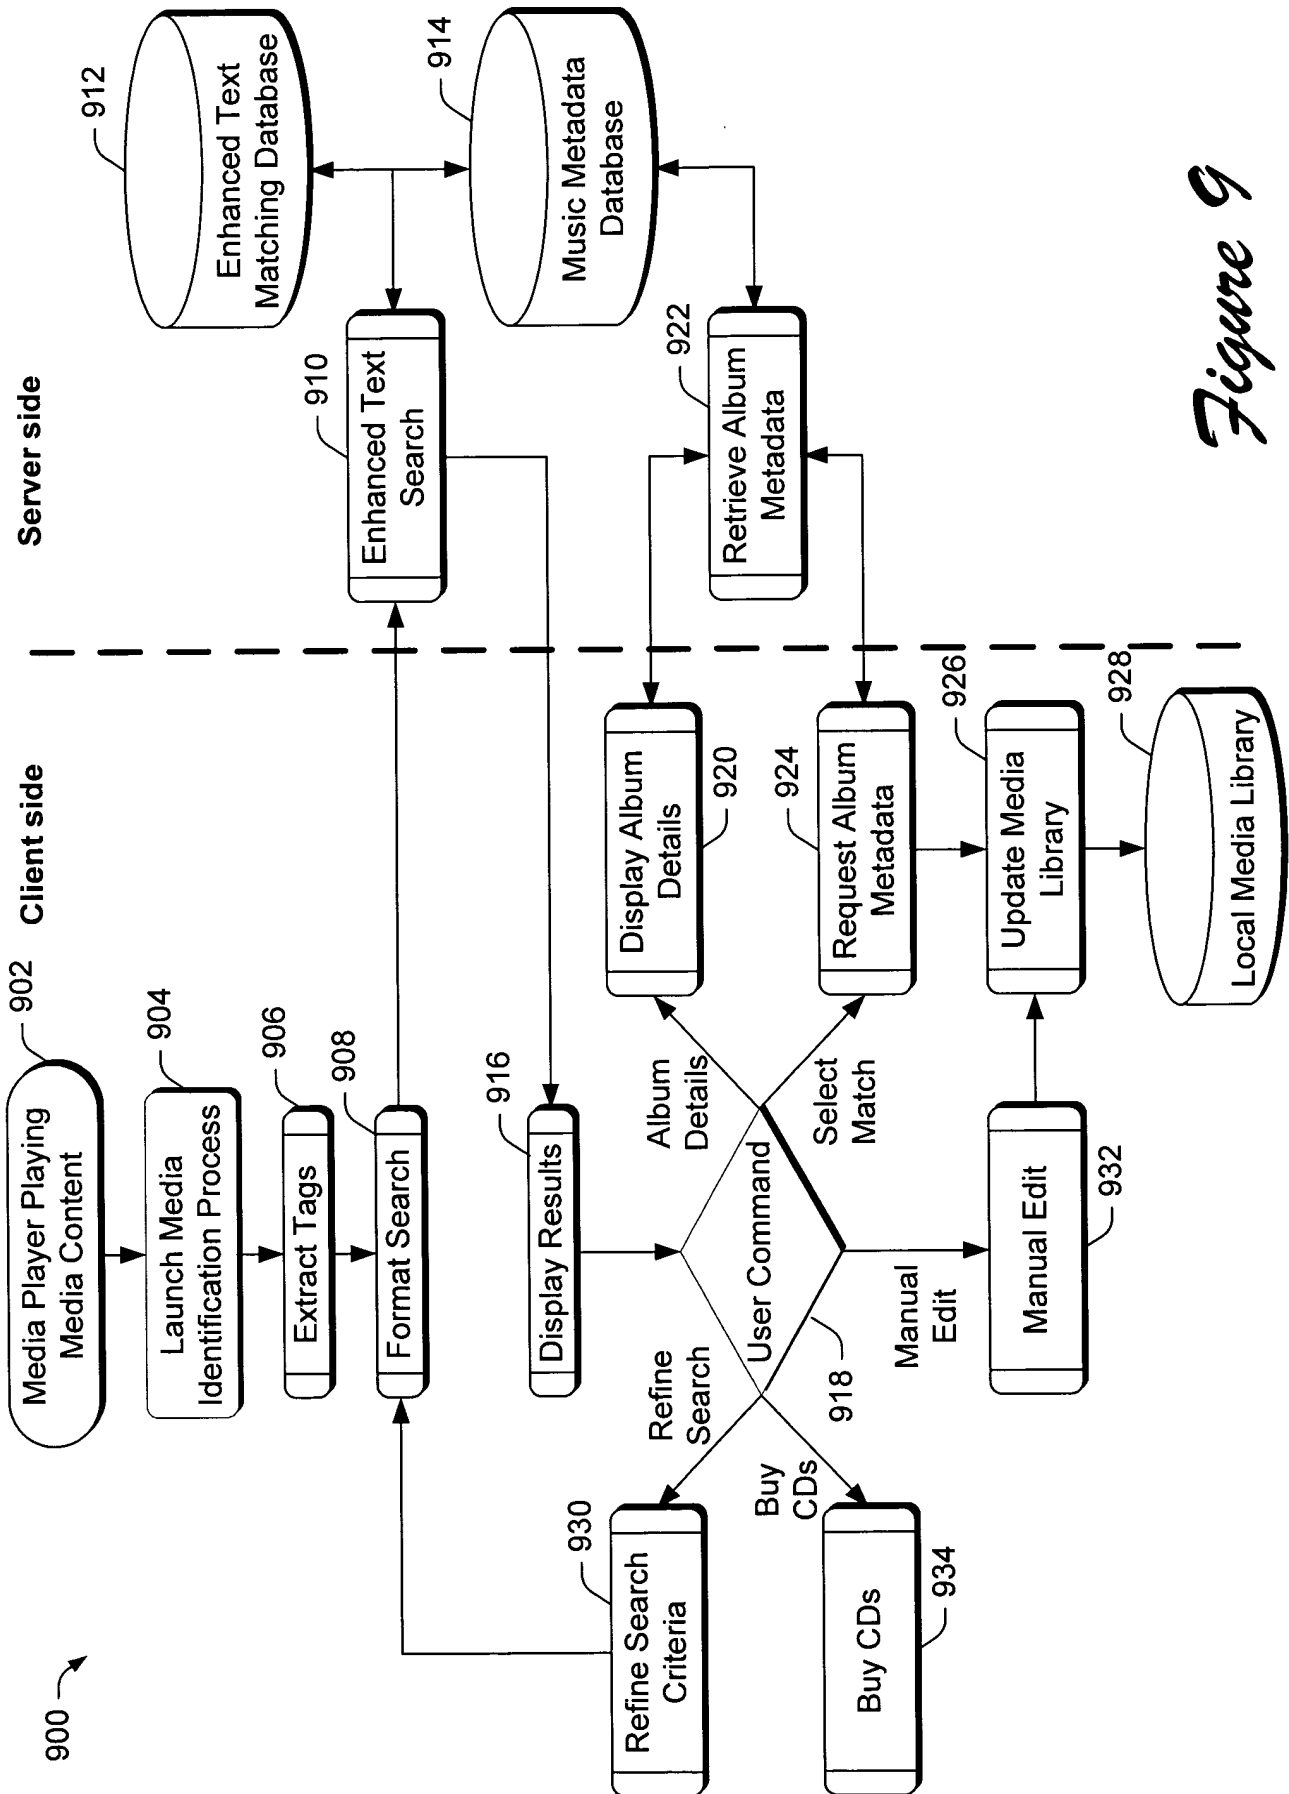 900
Client side
Server side
Media Player Playing
Media Content
902
Launch Media
Identification Process
904
Extract Tags
906
Format Search
908
Enhanced Text
Search
910
Enhanced Text
Matching Database
912
Music Metadata
Database
914
Display Results
916
User Command
918
Refine
Search
Album
Details
Buy
CDs
Manual
Edit
Select
Match
Refine Search
Criteria
930
Display Album
Details
920
Retrieve Album
Metadata
922
Buy CDs
934
Request Album
Metadata
924
Manual Edit
932
Update Media
Library
926
Local Media Library
928
Figure 9